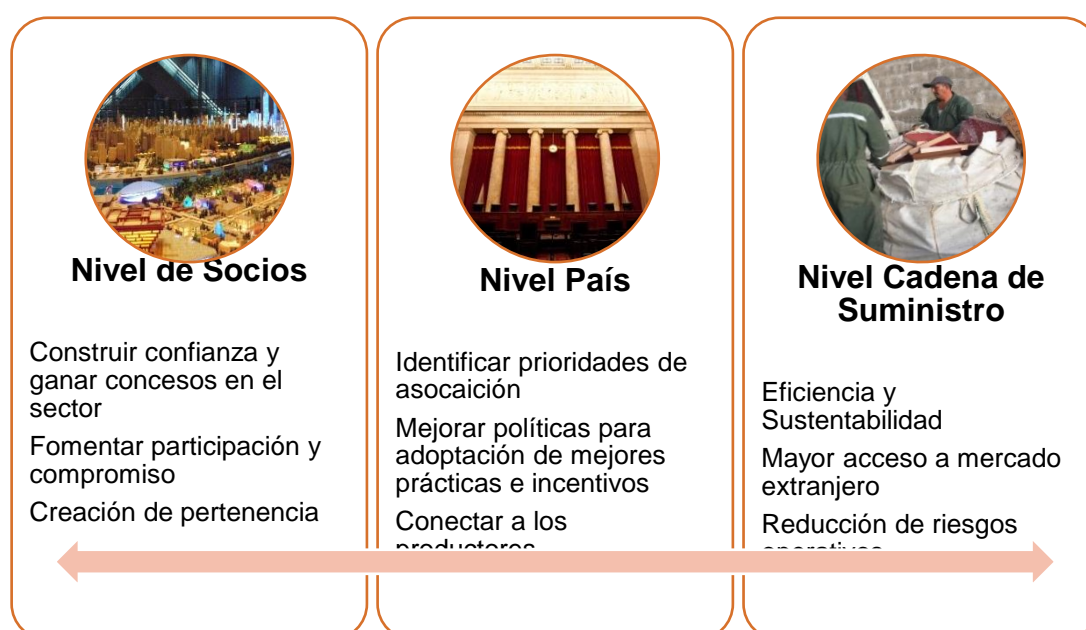 Nivel de Socios
Construir confianza y
ganar concesos en el
sector
Fomentar participación y
compromiso
Creación de pertenencia
Nivel País
Identificar prioridades de
asocaición
Mejorar políticas para
adoptación de mejores
prácticas e incentivos
Conectar a los
productores
Nivel Cadena de
Suministro
Eficiencia y
Sustentabilidad
Mayor acceso a mercado
extranjero
Reducción de riesgos
operativos